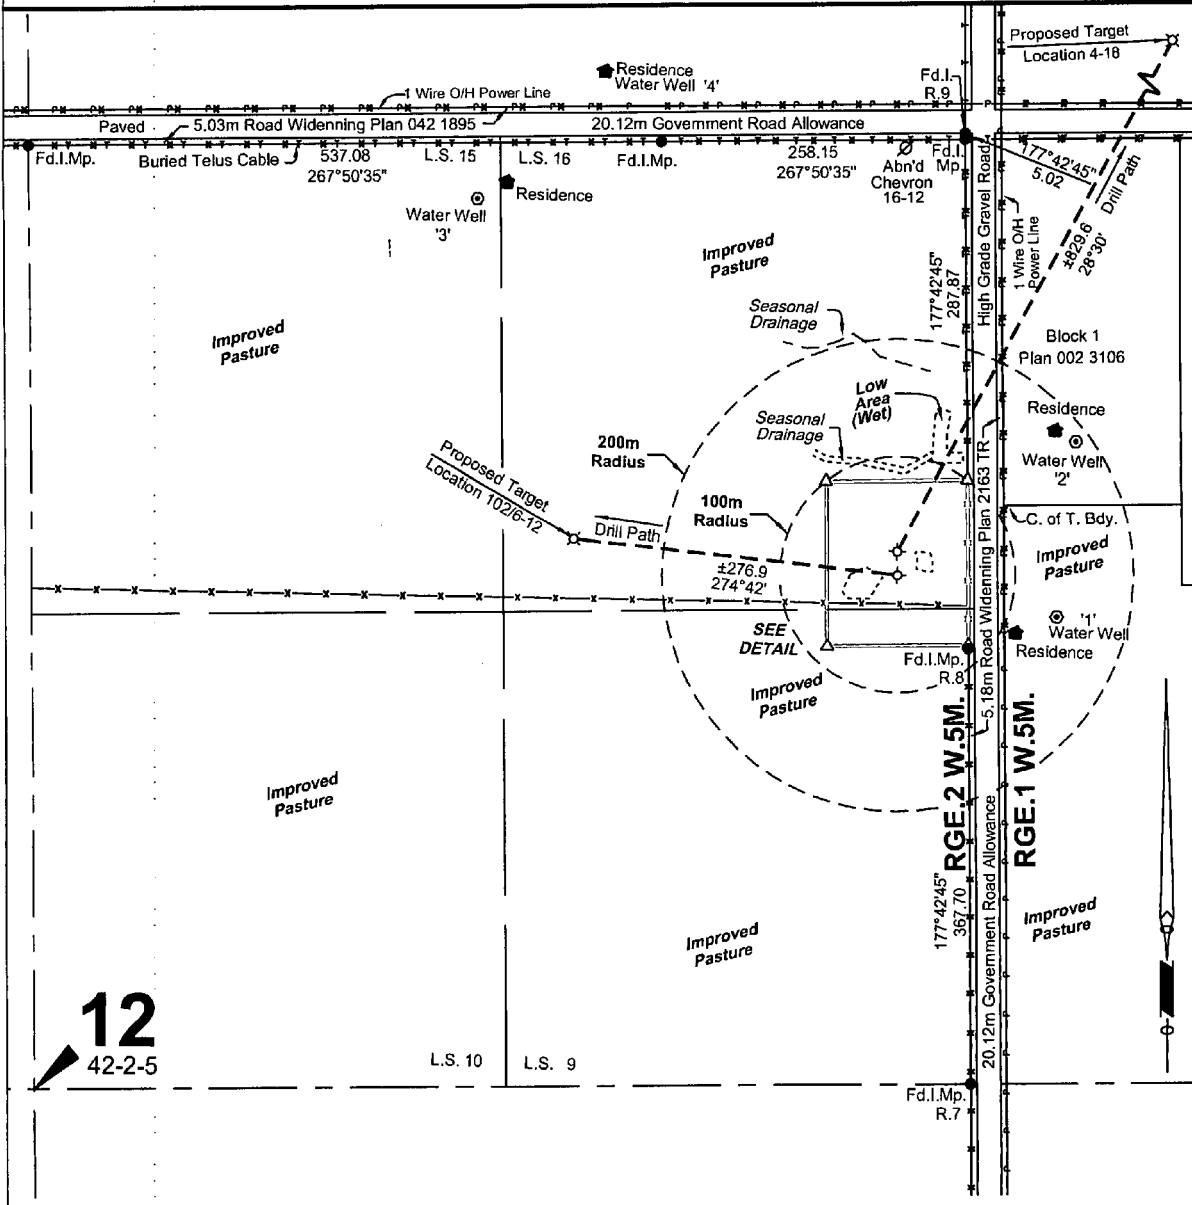 Proposed Target
Location 4-18
Residence
Water Well '4'
Fd.I.
R.9
1 Wire O/H Power Line
Paved
5.03m Road Widenning Plan 042 1895
20.12m Government Road Allowance
Fd.I.Mp.
Buried Telus Cable
537.08
267°50'35"
L.S. 15
L.S. 16
Fd.I.Mp.
258.15
267°50'35"
Abn'd
Chevron
16-12
Fd.I.
Mp.
177°42'45"
5.02
Drill Path
±829.6
28°30'
Residence
Water Well
'3'
High Grade Gravel Road
1 Wire O/H
Power Line
177°42'45"
287.87
Improved
Pasture
Improved
Pasture
Seasonal
Drainage
Block 1
Plan 002 3106
Low
Area
(Wet)
Residence
Water Well
'2'
Seasonal
Drainage
200m
Radius
Proposed Target
Location 102/6-12
100m
Radius
Drill Path
±276.9
274°42'
C. of T. Bdy.
Improved
Pasture
5.18m Road Widenning Plan 2163 TR
'1'
Water Well
Residence
SEE
DETAIL
Fd.I.Mp.
R.8
Improved
Pasture
RGE.2 W.5M.
RGE.1 W.5M.
Improved
Pasture
177°42'45"
367.70
20.12m Government Road Allowance
Improved
Pasture
Improved
Pasture
12
42-2-5
L.S. 10
L.S. 9
Fd.I.Mp.
R.7